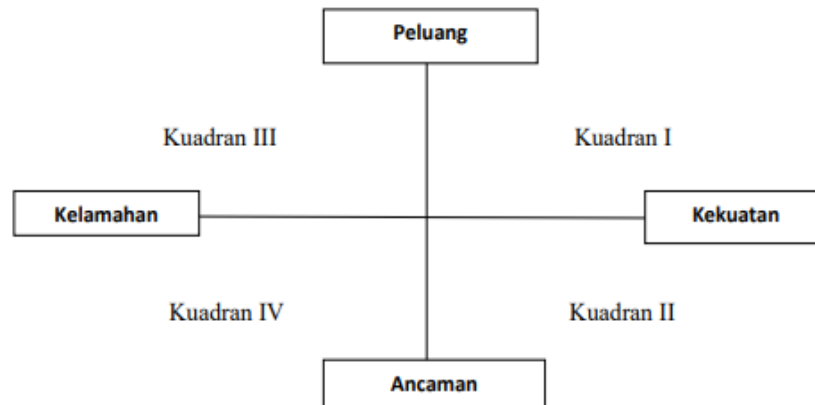 Peluang
Kuadran III
Kuadran I
Kelamahan
Kekuatan
Kuadran IV
Kuadran II
Ancaman